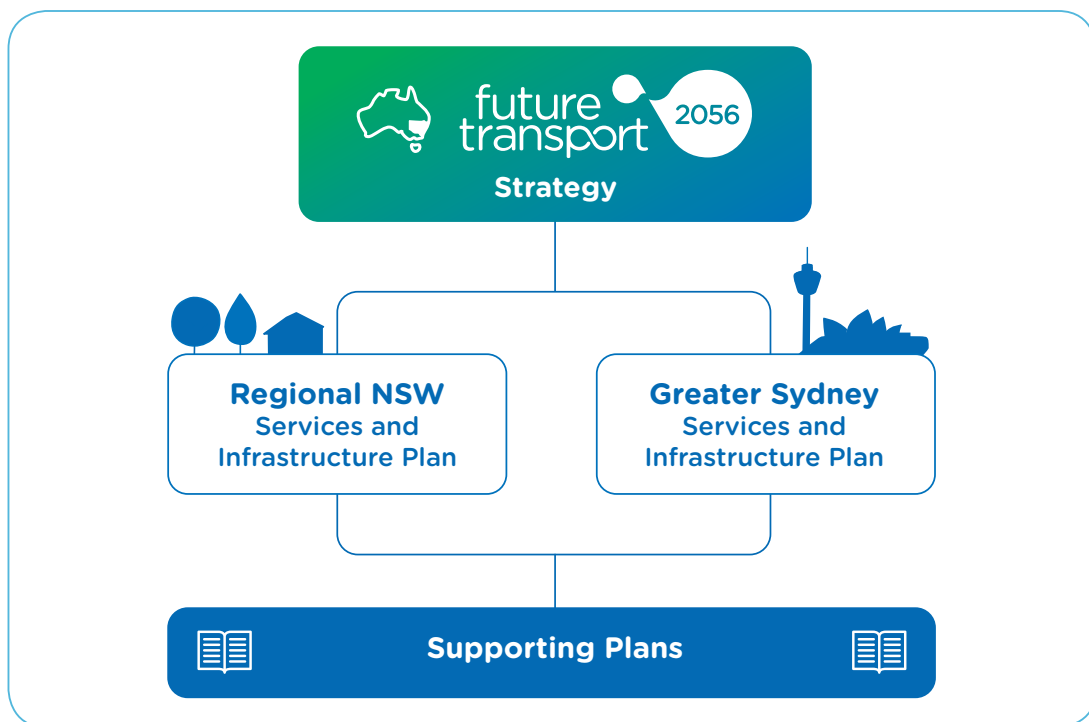 future
transport
2056
Strategy
Regional NSW
Services and
Infrastructure Plan
Greater Sydney
Services and
Infrastructure Plan
Supporting Plans